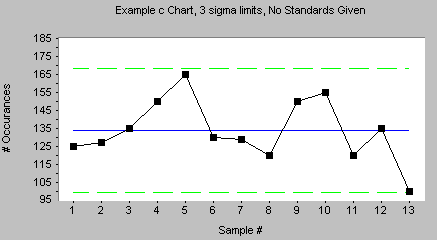 Example c Chart, 3 sigma limits, No Standards Given
185
175
165
155
145
135
125
115
105
95
# Occurances
1 2 3 4 5 6 7 8 9 10 11 12 13
Sample #